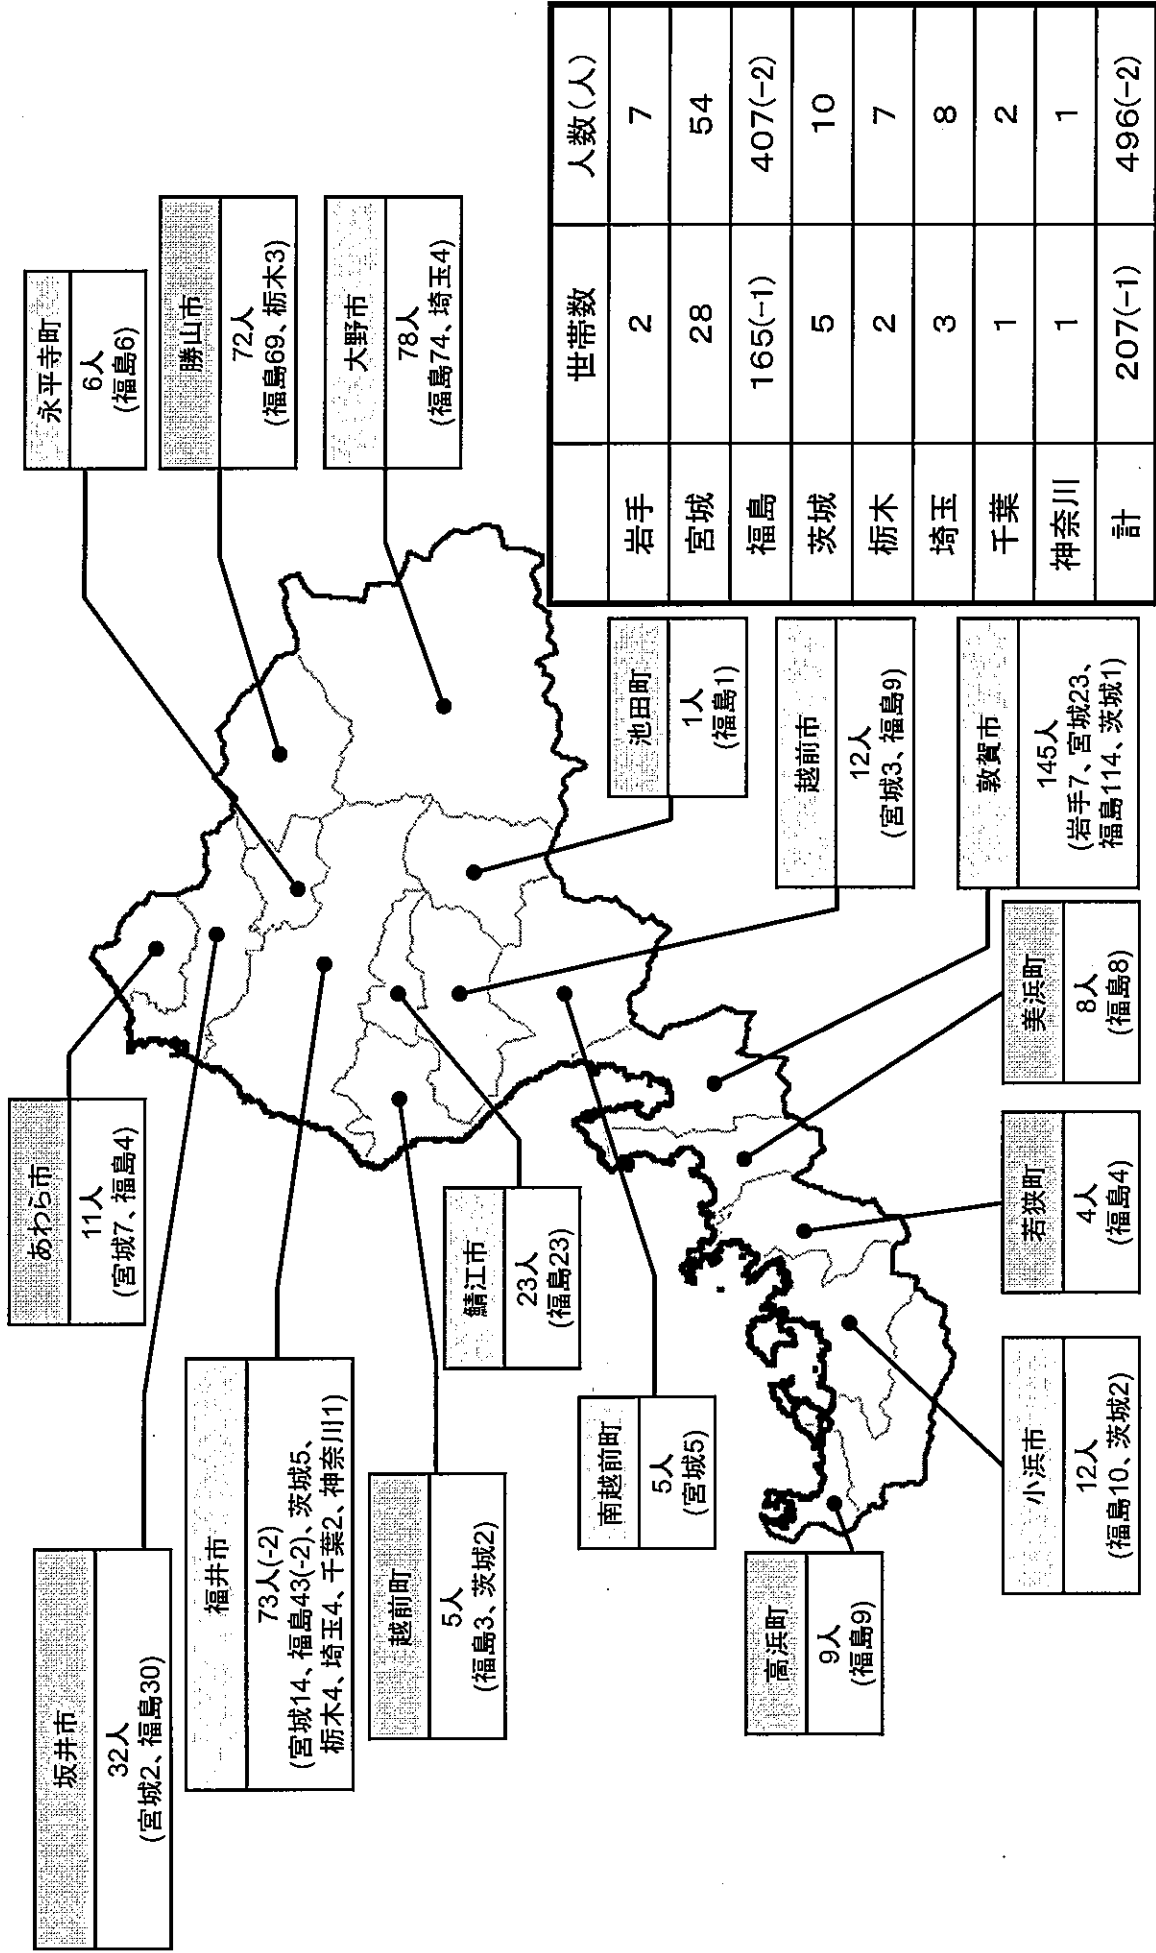 坂井市
32人
(宮城2、福島30)
あわら市
11人
(宮城7、福島4)
永平寺町
6人
(福島6)
福井市
73人(-2)
(宮城14、福島43(-2)、茨城5、
栃木4、埼玉4、千葉2、神奈川1)
勝山市
72人
(福島69、栃木3)
越前町
5人
(福島3、茨城2)
鯖江市
23人
(福島23)
大野市
78人
(福島74、埼玉4)
南越前町
5人
(宮城5)
池田町
1人
(福島1)
高浜町
9人
(福島9)
越前市
12人
(宮城3、福島9)
小浜市
12人
(福島10、茨城2)
若狭町
4人
(福島4)
美浜町
8人
(福島8)
敦賀市
145人
(岩手7、宮城23、
福島114、茨城1)
世帯数 人数(人)
岩手 2 7
宮城 28 54
福島 165(-1) 407(-2)
茨城 5 10
栃木 2 7
埼玉 3 8
千葉 1 2
神奈川 1 1
計 207(-1) 496(-2)